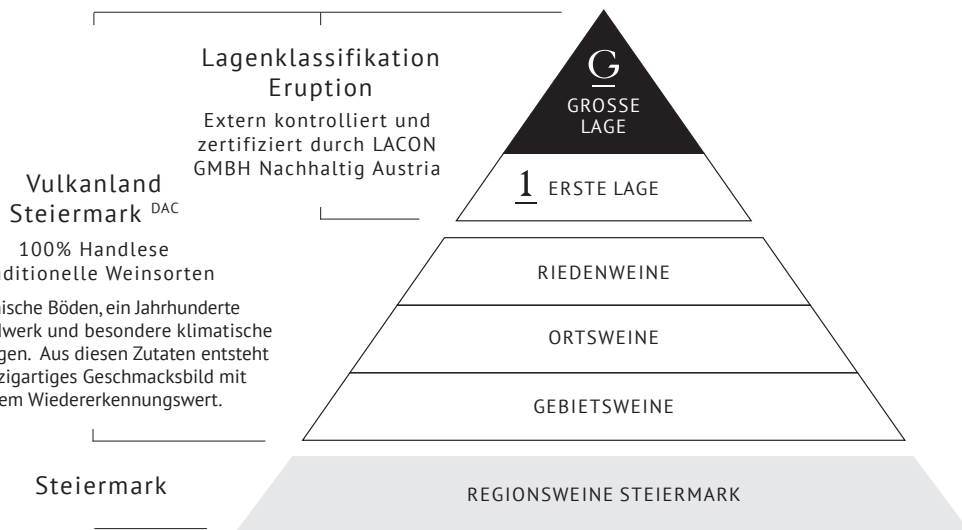 Lagenklassifikation
Eruption
Extern kontrolliert und
zertifiziert durch LACON
GMBH Nachhaltig Austria
Vulkanland
Steiermark DAC
100% Handlese
Weinsorten
Böden, ein Jahrhunderte
und besondere klimatische
Aus diesen Zutaten entsteht
Geschmacksbild mit
Wiedererkennungswert.
Steiermark
G
GROSSE
LAGE
1 ERSTE LAGE
RIEDENWEINE
ORTSWEINE
GEBIETSWEINE
REGIONSWEINE STEIERMARK